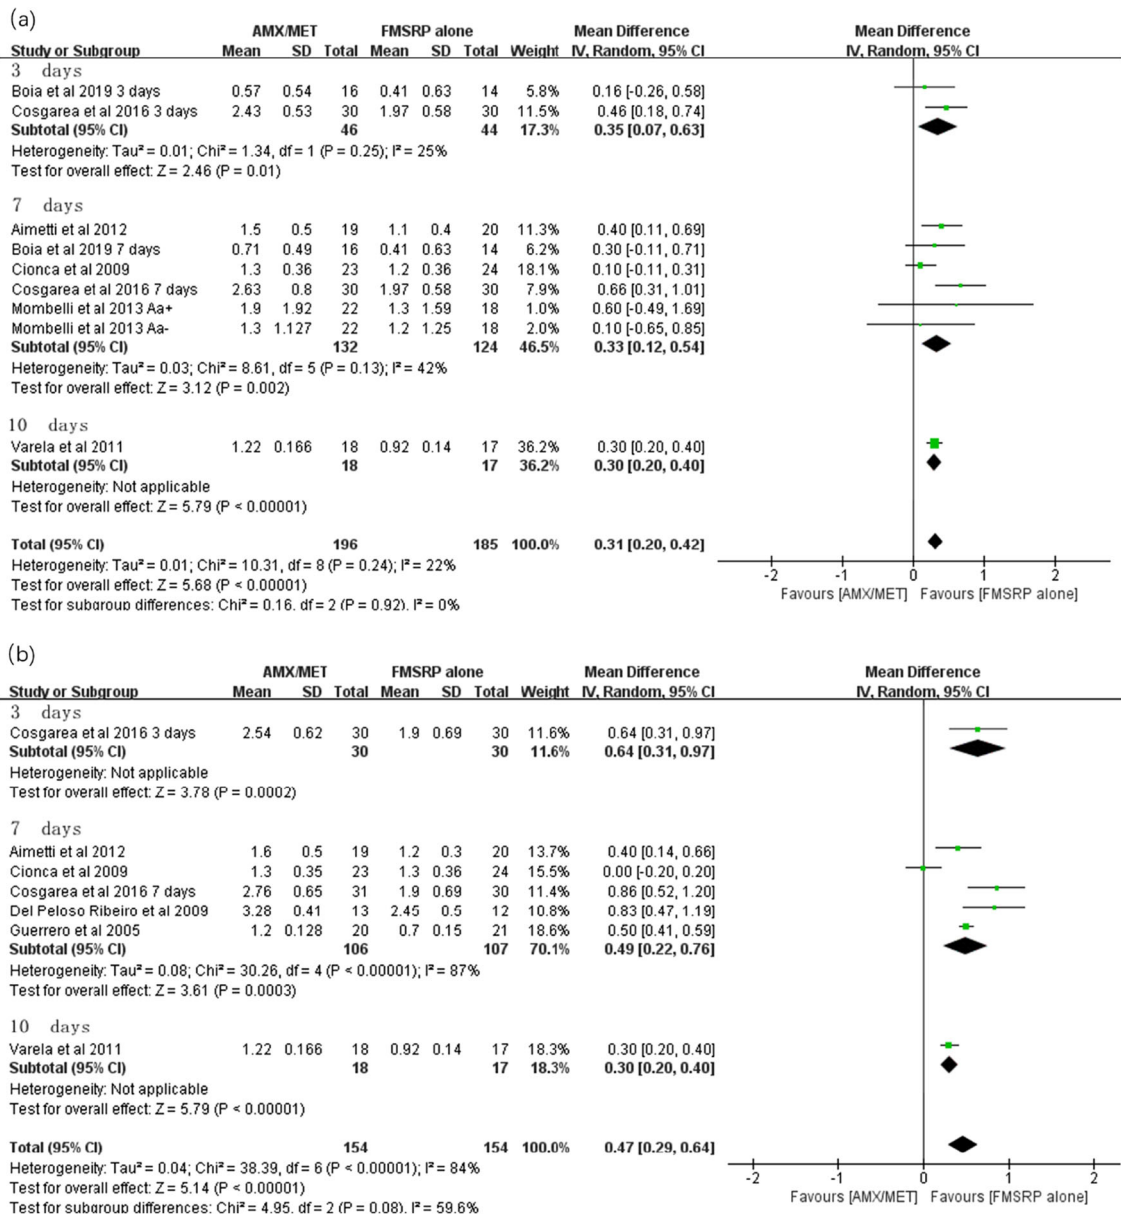 (a)
AMX/MET FMSRP alone Mean Difference Mean Difference
Study or Subgroup Mean SD Total Mean SD Total Weight IV, Random, 95% CI IV, Random, 95% CI
3 days
Boia et al 2019 3 days 0.57 0.54 16 0.41 0.63 14 5.8% 0.16 [-0.26, 0.58]
Cosgarea et al 2016 3 days 2.43 0.53 30 1.97 0.58 30 11.5% 0.46 [0.18, 0.74]
Subtotal (95% CI) 46 44 17.3% 0.35 [0.07, 0.63]
Heterogeneity: Tau² = 0.01; Chi² = 1.34, df = 1 (P = 0.25); I² = 25%
Test for overall effect: Z = 2.46 (P = 0.01)
7 days
Aimetti et al 2012 1.5 0.5 19 1.1 0.4 20 11.3% 0.40 [0.11, 0.69]
Boia et al 2019 7 days 0.71 0.49 16 0.41 0.63 14 6.2% 0.30 [-0.11, 0.71]
Cionca et al 2009 1.3 0.36 23 1.2 0.36 24 18.1% 0.10 [-0.11, 0.31]
Cosgarea et al 2016 7 days 2.63 0.8 30 1.97 0.58 30 7.9% 0.66 [0.31, 1.01]
Mombelli et al 2013 Aa+ 1.9 1.92 22 1.3 1.59 18 1.0% 0.60 [-0.49, 1.69]
Mombelli et al 2013 Aa- 1.3 1.127 22 1.2 1.25 18 2.0% 0.10 [-0.65, 0.85]
Subtotal (95% CI) 132 124 46.5% 0.33 [0.12, 0.54]
Heterogeneity: Tau² = 0.03; Chi² = 8.61, df = 5 (P = 0.13); I² = 42%
Test for overall effect: Z = 3.12 (P = 0.002)
10 days
Varela et al 2011 1.22 0.166 18 0.92 0.14 17 36.2% 0.30 [0.20, 0.40]
Subtotal (95% CI) 18 17 36.2% 0.30 [0.20, 0.40]
Heterogeneity: Not applicable
Test for overall effect: Z = 5.79 (P < 0.00001)
Total (95% CI) 196 185 100.0% 0.31 [0.20, 0.42]
Heterogeneity: Tau² = 0.01; Chi² = 10.31, df = 8 (P = 0.24); I² = 22%
Test for overall effect: Z = 5.68 (P < 0.00001)
Test for subgroup differences: Chi² = 0.16, df = 2 (P = 0.92), I² = 0%
-2 -1 0 1 2
Favours [AMX/MET] Favours [FMSRP alone]
(b)
AMX/MET FMSRP alone Mean Difference Mean Difference
Study or Subgroup Mean SD Total Mean SD Total Weight IV, Random, 95% CI IV, Random, 95% CI
3 days
Cosgarea et al 2016 3 days 2.54 0.62 30 1.9 0.69 30 11.6% 0.64 [0.31, 0.97]
Subtotal (95% CI) 30 30 11.6% 0.64 [0.31, 0.97]
Heterogeneity: Not applicable
Test for overall effect: Z = 3.78 (P = 0.0002)
7 days
Aimetti et al 2012 1.6 0.5 19 1.2 0.3 20 13.7% 0.40 [0.14, 0.66]
Cionca et al 2009 1.3 0.35 23 1.3 0.36 24 15.5% 0.00 [-0.20, 0.20]
Cosgarea et al 2016 7 days 2.76 0.65 31 1.9 0.69 30 11.4% 0.86 [0.52, 1.20]
Del Peloso Ribeiro et al 2009 3.28 0.41 13 2.45 0.5 12 10.8% 0.83 [0.47, 1.19]
Guerrero et al 2005 1.2 0.128 20 0.7 0.15 21 18.6% 0.50 [0.41, 0.59]
Subtotal (95% CI) 106 107 70.1% 0.49 [0.22, 0.76]
Heterogeneity: Tau² = 0.08; Chi² = 30.26, df = 4 (P < 0.00001); I² = 87%
Test for overall effect: Z = 3.61 (P = 0.0003)
10 days
Varela et al 2011 1.22 0.166 18 0.92 0.14 17 18.3% 0.30 [0.20, 0.40]
Subtotal (95% CI) 18 17 18.3% 0.30 [0.20, 0.40]
Heterogeneity: Not applicable
Test for overall effect: Z = 5.79 (P < 0.00001)
Total (95% CI) 154 154 100.0% 0.47 [0.29, 0.64]
Heterogeneity: Tau² = 0.04; Chi² = 38.39, df = 6 (P < 0.00001); I² = 84%
Test for overall effect: Z = 5.14 (P < 0.00001)
Test for subgroup differences: Chi² = 4.95, df = 2 (P = 0.08), I² = 59.6%
-2 -1 0 1 2
Favours [AMX/MET] Favours [FMSRP alone]